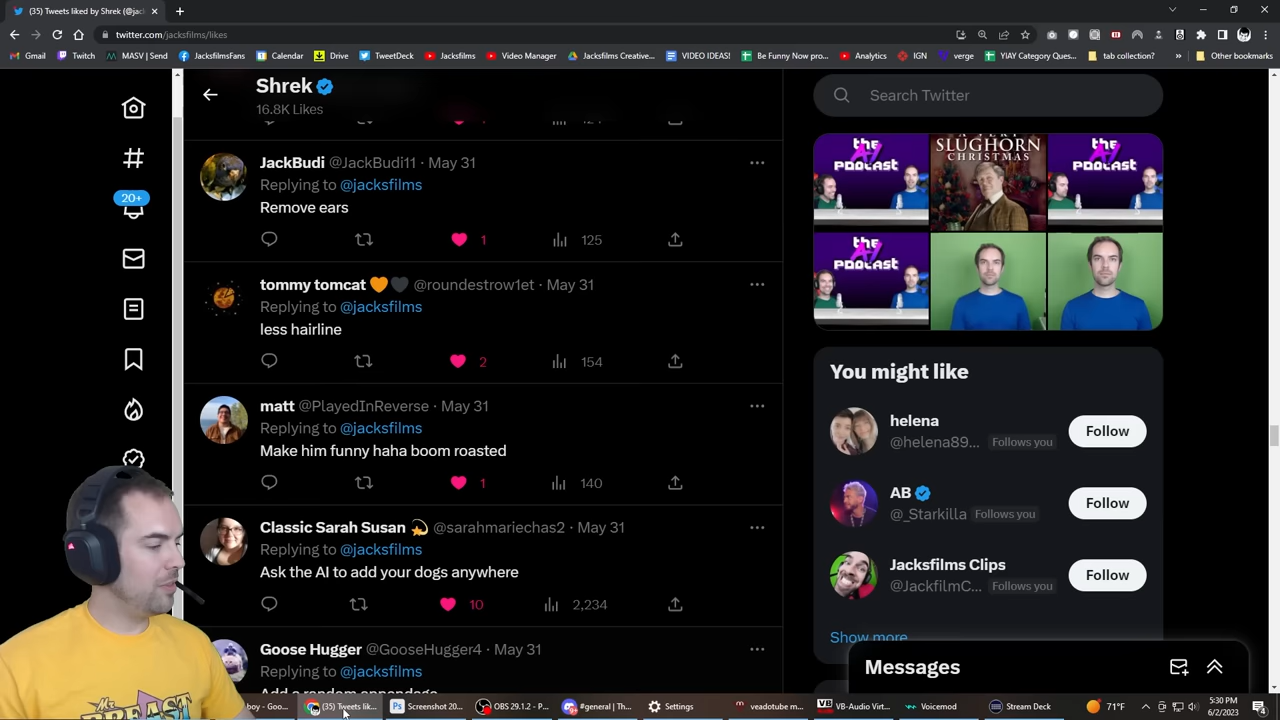 (35) Tweets liked by Shrek (@jac
twitter.com/jacksfilms/likes
Gmail
Twitch
MASV | Send
JacksfilmsFans
Calendar
Drive
TweetDeck
Jacksfilms
Video Manager
Jacksfilms Creative...
VIDEO IDEAS!
Be Funny Now pro...
YIAY Category Ques...
Analytics
IGN
verge
tab collection?
»
Other bookmarks
Shrek
16.8K Likes
20+
JackBudi @JackBudi11 · May 31
Replying to @jacksfilms
Remove ears
1
125
tommy tomcat 🧡🖤 @roundestrow1et · May 31
Replying to @jacksfilms
less hairline
2
154
matt @PlayedInReverse · May 31
Replying to @jacksfilms
Make him funny haha boom roasted
1
140
Classic Sarah Susan 💫 @sarahmariechas2 · May 31
Replying to @jacksfilms
Ask the AI to add your dogs anywhere
10
2,234
Goose Hugger @GooseHugger4 · May 31
Replying to @jacksfilms
Add a random appendage
Search Twitter
the AI PODCAST
A VERY SLUGHORN CHRISTMAS
the AI PODCAST
the AI PODCAST
You might like
helena
@helena89... Follows you
Follow
AB
@_Starkilla Follows you
Follow
Jacksfilms Clips
@JackfilmC... Follows you
Follow
Show more
Messages
boy - Goo...
(35) Tweets lik...
Screenshot 20...
OBS 29.1.2 - P...
#general | Th...
Settings
veadotube m...
VB-Audio Virt...
Voicemod
Stream Deck
71°F
5:30 PM
6/2/2023